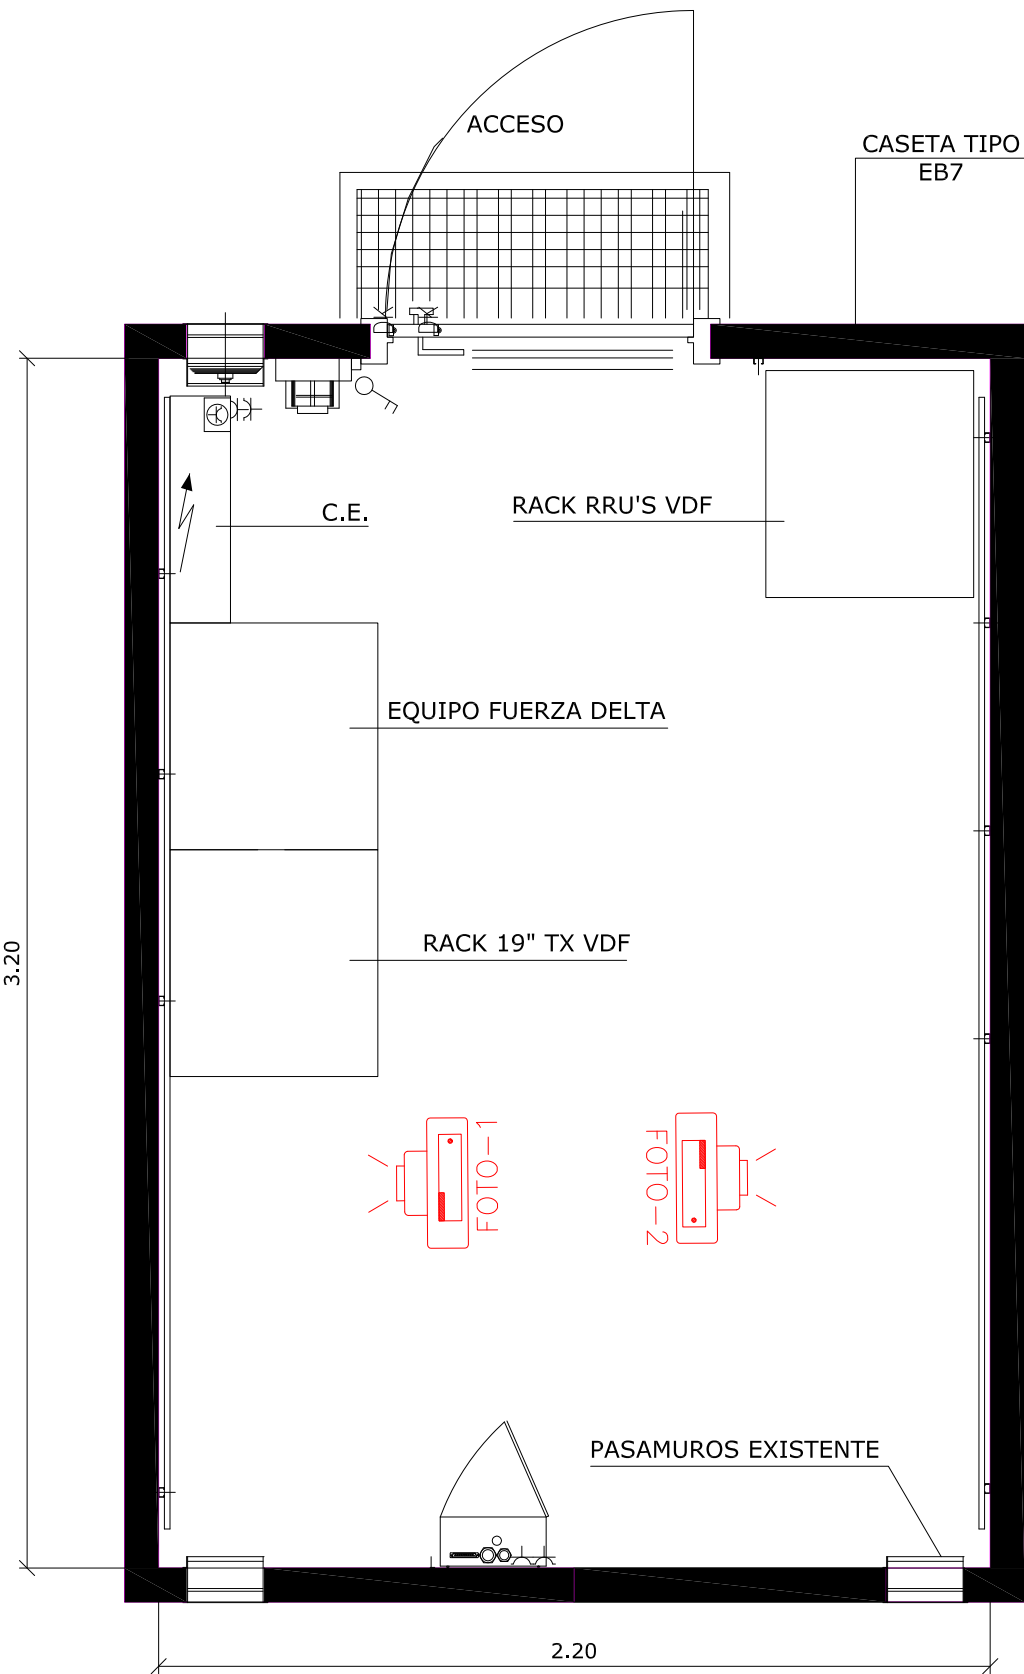 ACCESO
CASETA TIPO
EB7
C.E.
RACK RRU'S VDF
EQUIPO FUERZA DELTA
RACK 19" TX VDF
3.20
FOTO-1
FOTO-2
PASAMUROS EXISTENTE
2.20